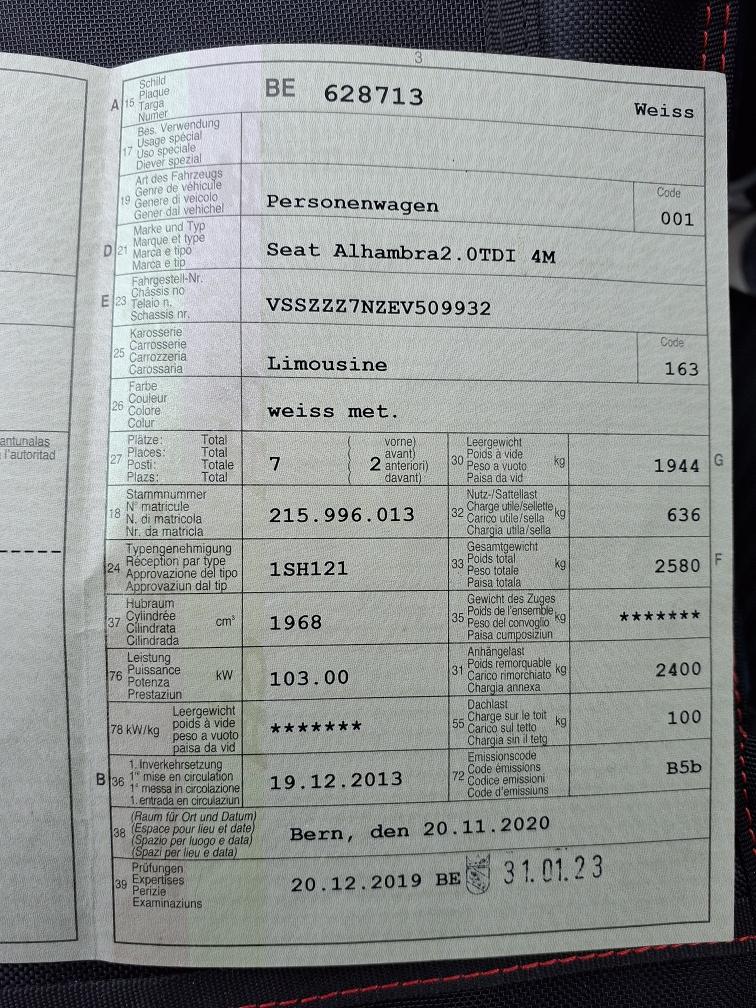 3
A 15 Schild
Plaque
Targa
Numer
BE 628713 Weiss
17 Bes. Verwendung
Usage spécial
Uso speciale
Diever spezial
19 Art des Fahrzeugs
Genre de véhicule
Genere di veicolo
Gener dal vehichel
Personenwagen
Code
001
D 21 Marke und Typ
Marque et type
Marca e tipo
Marca e tip
Seat Alhambra2.0TDI 4M
E 23 Fahrgestell-Nr.
Châssis no
Telaio n.
Schassis nr.
VSSZZZ7NZEV509932
25 Karosserie
Carrosserie
Carrozzeria
Carossaria
Limousine
Code
163
26 Farbe
Couleur
Colore
Colur
weiss met.
antunalas
l'autoritad
27 Plätze: Total
Places: Total
Posti: Totale
Plazs: Total
7
( vorne)
avant)
( 2 anteriori)
davant)
30 Leergewicht
Poids à vide
Peso a vuoto
Paisa da vid
kg
1944 G
18 Stammnummer
N° matricule
N. di matricola
Nr. da matricla
215.996.013
32 Nutz-/Sattellast
Charge utile/sellette
Carico utile/sella
Chargia utila/sella
kg
636
24 Typengenehmigung
Réception par type
Approvazione del tipo
Approvaziun dal tip
1SH121
33 Gesamtgewicht
Poids total
Peso totale
Paisa totala
kg
2580 F
37 Hubraum
Cylindrée
Cilindrata
Cilindrada
cm³
1968
35 Gewicht des Zuges
Poids de l'ensemble
Peso del convoglio
Paisa cumposiziun
kg
*******
76 Leistung
Puissance
Potenza
Prestaziun
kW
103.00
31 Anhängelast
Poids remorquable
Carico rimorchiato
Chargia annexa
kg
2400
78 kW/kg Leergewicht
poids à vide
peso a vuoto
paisa da vid
*******
55 Dachlast
Charge sur le toit
Carico sul tetto
Chargia sin il tetg
kg
100
B 36 1. Inverkehrsetzung
1re mise en circulation
1a messa in circolazione
1. entrada en circulaziun
19.12.2013
72 Emissionscode
Code émissions
Codice emissioni
Code d'emissiuns
B5b
38 (Raum für Ort und Datum)
(Espace pour lieu et date)
(Spazio per luogo e data)
(Spazi per lieu e data)
Bern, den 20.11.2020
39 Prüfungen
Expertises
Perizie
Examinaziuns
20.12.2019 BE 31.01.23